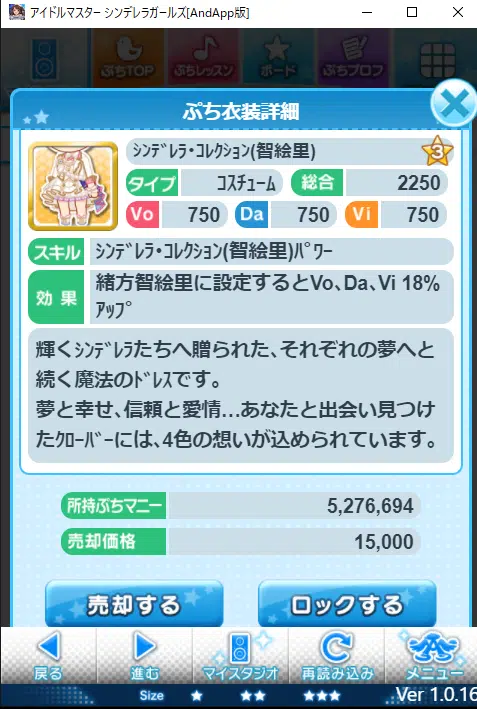 アイドルマスター シンデレラガールズ[AndApp版]
ぷちTOP
ぷちレッスン
ボード
ぷちプロフ
ぷち衣装詳細
ｼﾝﾃﾞﾚﾗ･ｺﾚｸｼｮﾝ(智絵里)
3
タイプ ｺｽﾁｭｰﾑ 総合 2250
Vo 750 Da 750 Vi 750
スキル ｼﾝﾃﾞﾚﾗ･ｺﾚｸｼｮﾝ(智絵里)ﾊﾟﾜｰ
効果 緒方智絵里に設定するとVo､Da､Vi 18%
ｱｯﾌﾟ
輝くｼﾝﾃﾞﾚﾗたちへ贈られた､それぞれの夢へと
続く魔法のﾄﾞﾚｽです｡
夢と幸せ､信頼と愛情…あなたと出会い見つけ
たｸﾛｰﾊﾞｰには､4色の想いが込められています｡
所持ぷちマニー 5,276,694
売却価格 15,000
売却する ロックする
戻る 進む マイスタジオ 再読み込み メニュー
Size ★ ★★ ★★★ Ver 1.0.16